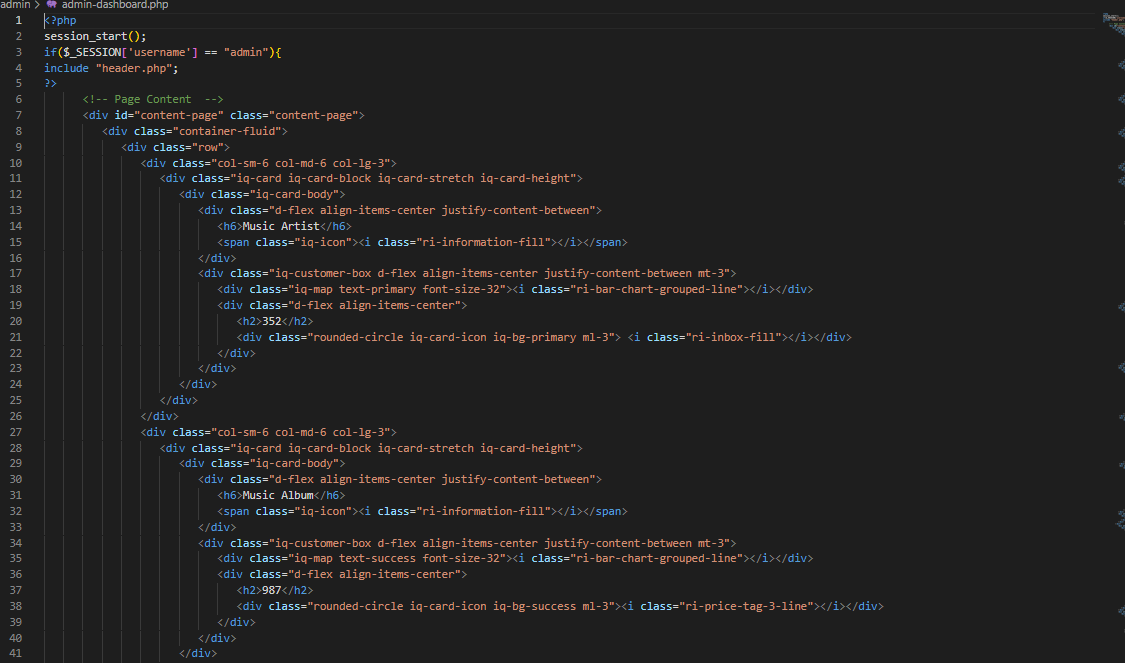 admin > admin-dashboard.php
1 <?php
2 session_start();
3 if($_SESSION['username'] == "admin"){
4 include "header.php";
5 ?>
6 <!-- Page Content  -->
7 <div id="content-page" class="content-page">
8 <div class="container-fluid">
9 <div class="row">
10 <div class="col-sm-6 col-md-6 col-lg-3">
11 <div class="iq-card iq-card-block iq-card-stretch iq-card-height">
12 <div class="iq-card-body">
13 <div class="d-flex align-items-center justify-content-between">
14 <h6>Music Artist</h6>
15 <span class="iq-icon"><i class="ri-information-fill"></i></span>
16 </div>
17 <div class="iq-customer-box d-flex align-items-center justify-content-between mt-3">
18 <div class="iq-map text-primary font-size-32"><i class="ri-bar-chart-grouped-line"></i></div>
19 <div class="d-flex align-items-center">
20 <h2>352</h2>
21 <div class="rounded-circle iq-card-icon iq-bg-primary ml-3"> <i class="ri-inbox-fill"></i></div>
22 </div>
23 </div>
24 </div>
25 </div>
26 </div>
27 <div class="col-sm-6 col-md-6 col-lg-3">
28 <div class="iq-card iq-card-block iq-card-stretch iq-card-height">
29 <div class="iq-card-body">
30 <div class="d-flex align-items-center justify-content-between">
31 <h6>Music Album</h6>
32 <span class="iq-icon"><i class="ri-information-fill"></i></span>
33 </div>
34 <div class="iq-customer-box d-flex align-items-center justify-content-between mt-3">
35 <div class="iq-map text-success font-size-32"><i class="ri-bar-chart-grouped-line"></i></div>
36 <div class="d-flex align-items-center">
37 <h2>987</h2>
38 <div class="rounded-circle iq-card-icon iq-bg-success ml-3"><i class="ri-price-tag-3-line"></i></div>
39 </div>
40 </div>
41 </div>